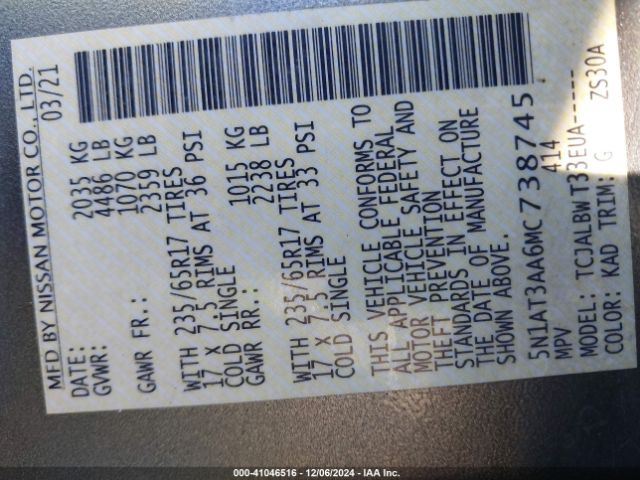 MFD BY NISSAN MOTOR CO., LTD.
DATE: 03/21
GVWR: 2035 KG
4486 LB
GAWR FR.: 1070 KG
2359 LB
WITH 235/65R17 TIRES
17 X 7.5 RIMS AT 36 PSI
COLD SINGLE
GAWR RR.: 1015 KG
2238 LB
WITH 235/65R17 TIRES
17 X 7.5 RIMS AT 33 PSI
COLD SINGLE
THIS VEHICLE CONFORMS TO
ALL APPLICABLE FEDERAL
MOTOR VEHICLE SAFETY AND
THEFT PREVENTION
STANDARDS IN EFFECT ON
THE DATE OF MANUFACTURE
SHOWN ABOVE.
5N1AT3AA6MC738745
MPV 414
MODEL: TCJALBWT33EUA-----
COLOR: KAD TRIM: G ZS30A
000-41046516 - 12/06/2024 - IAA Inc.